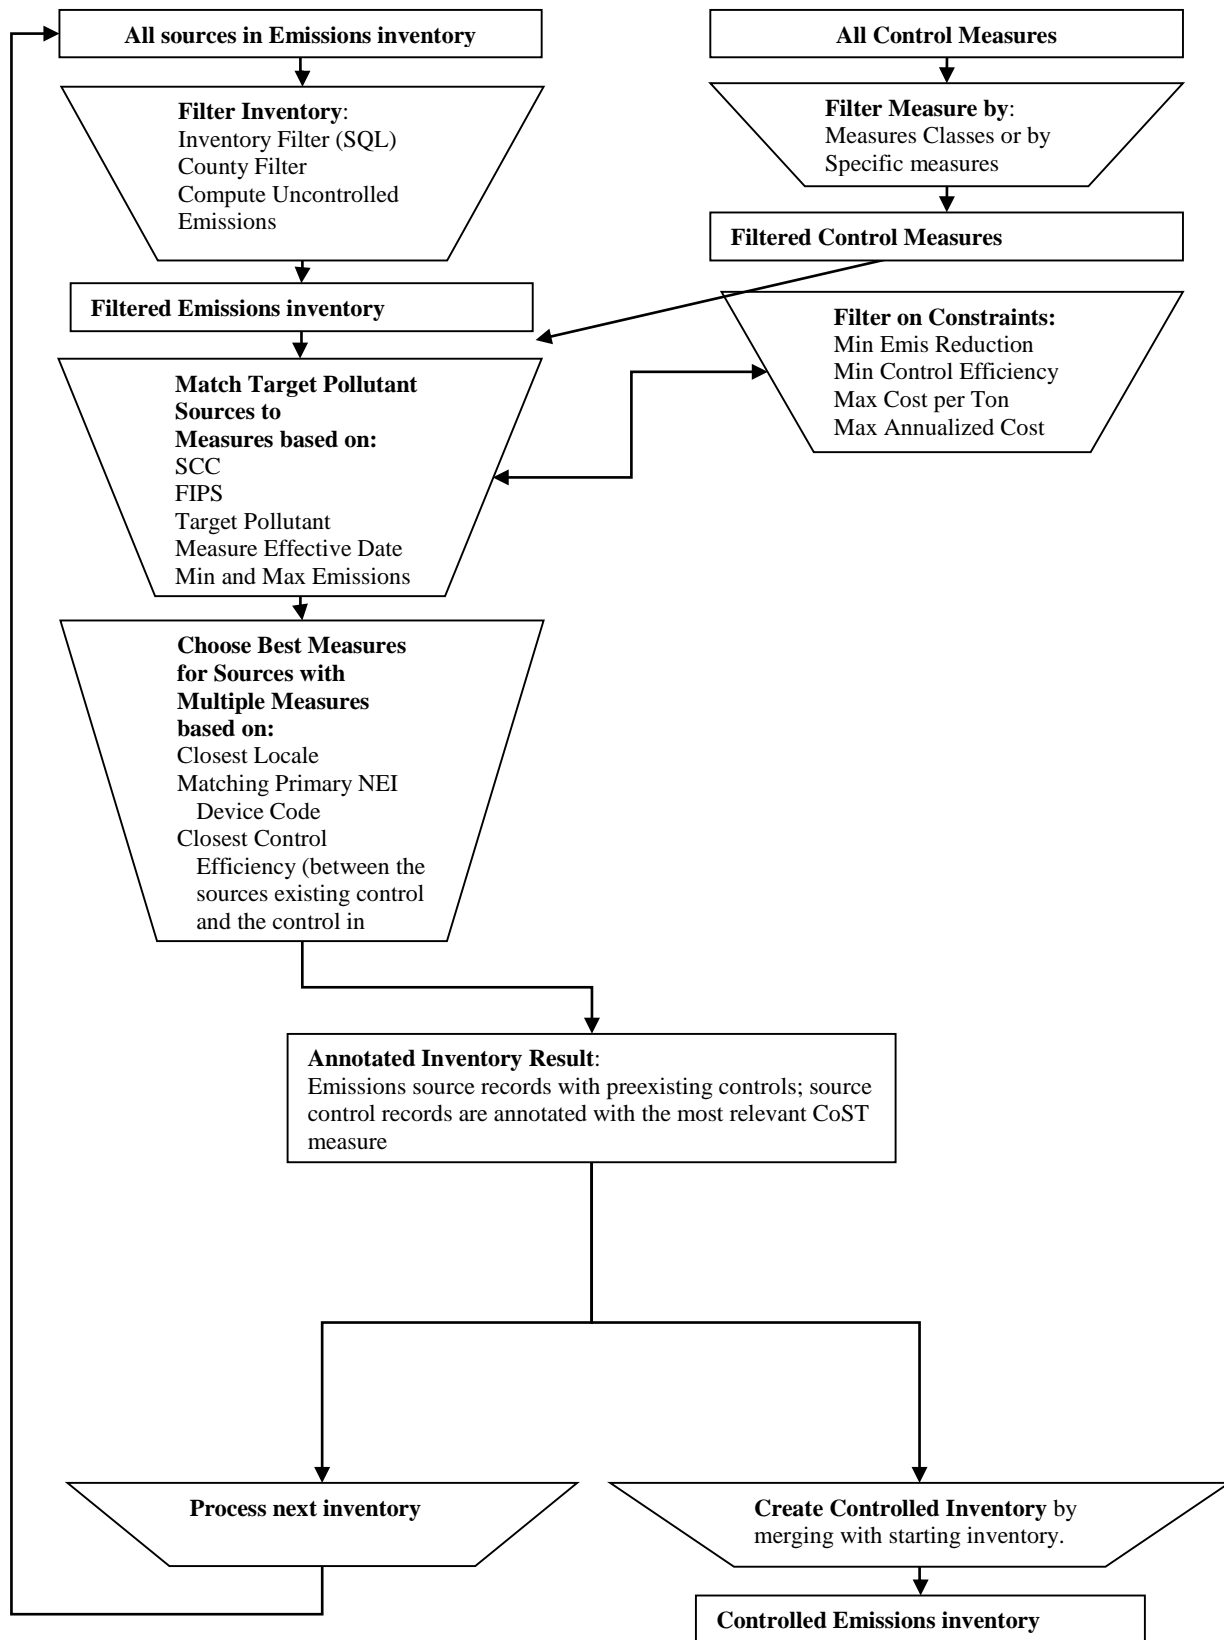 All sources in Emissions inventory
All Control Measures
Filter Inventory:
Inventory Filter (SQL)
County Filter
Compute Uncontrolled
Emissions
Filter Measure by:
Measures Classes or by
Specific measures
Filtered Control Measures
Filtered Emissions inventory
Filter on Constraints:
Min Emis Reduction
Min Control Efficiency
Max Cost per Ton
Max Annualized Cost
Match Target Pollutant
Sources to
Measures based on:
SCC
FIPS
Target Pollutant
Measure Effective Date
Min and Max Emissions
Choose Best Measures
for Sources with
Multiple Measures
based on:
Closest Locale
Matching Primary NEI
Device Code
Closest Control
Efficiency (between the
sources existing control
and the control in
Annotated Inventory Result:
Emissions source records with preexisting controls; source
control records are annotated with the most relevant CoST
measure
Process next inventory
Create Controlled Inventory by
merging with starting inventory.
Controlled Emissions inventory